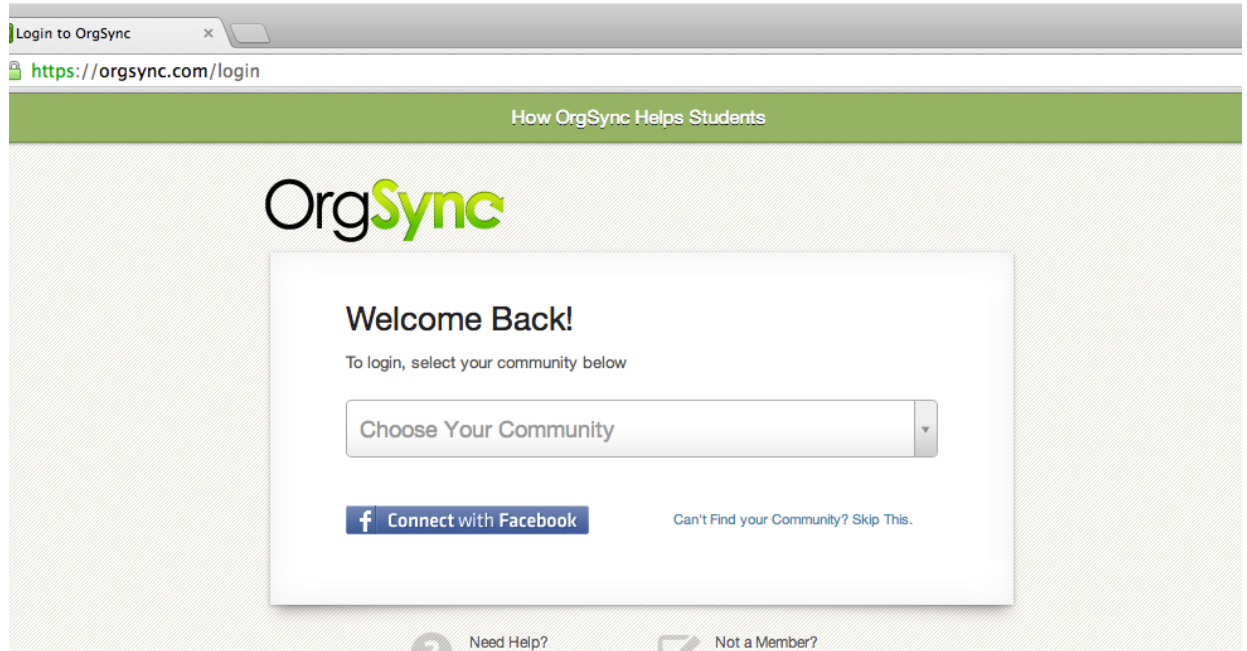 Login to OrgSync
https://orgsync.com/login
How OrgSync Helps Students
OrgSync
Welcome Back!
To login, select your community below
Choose Your Community
f Connect with Facebook
Can't Find your Community? Skip This.
? Need Help?
Not a Member?